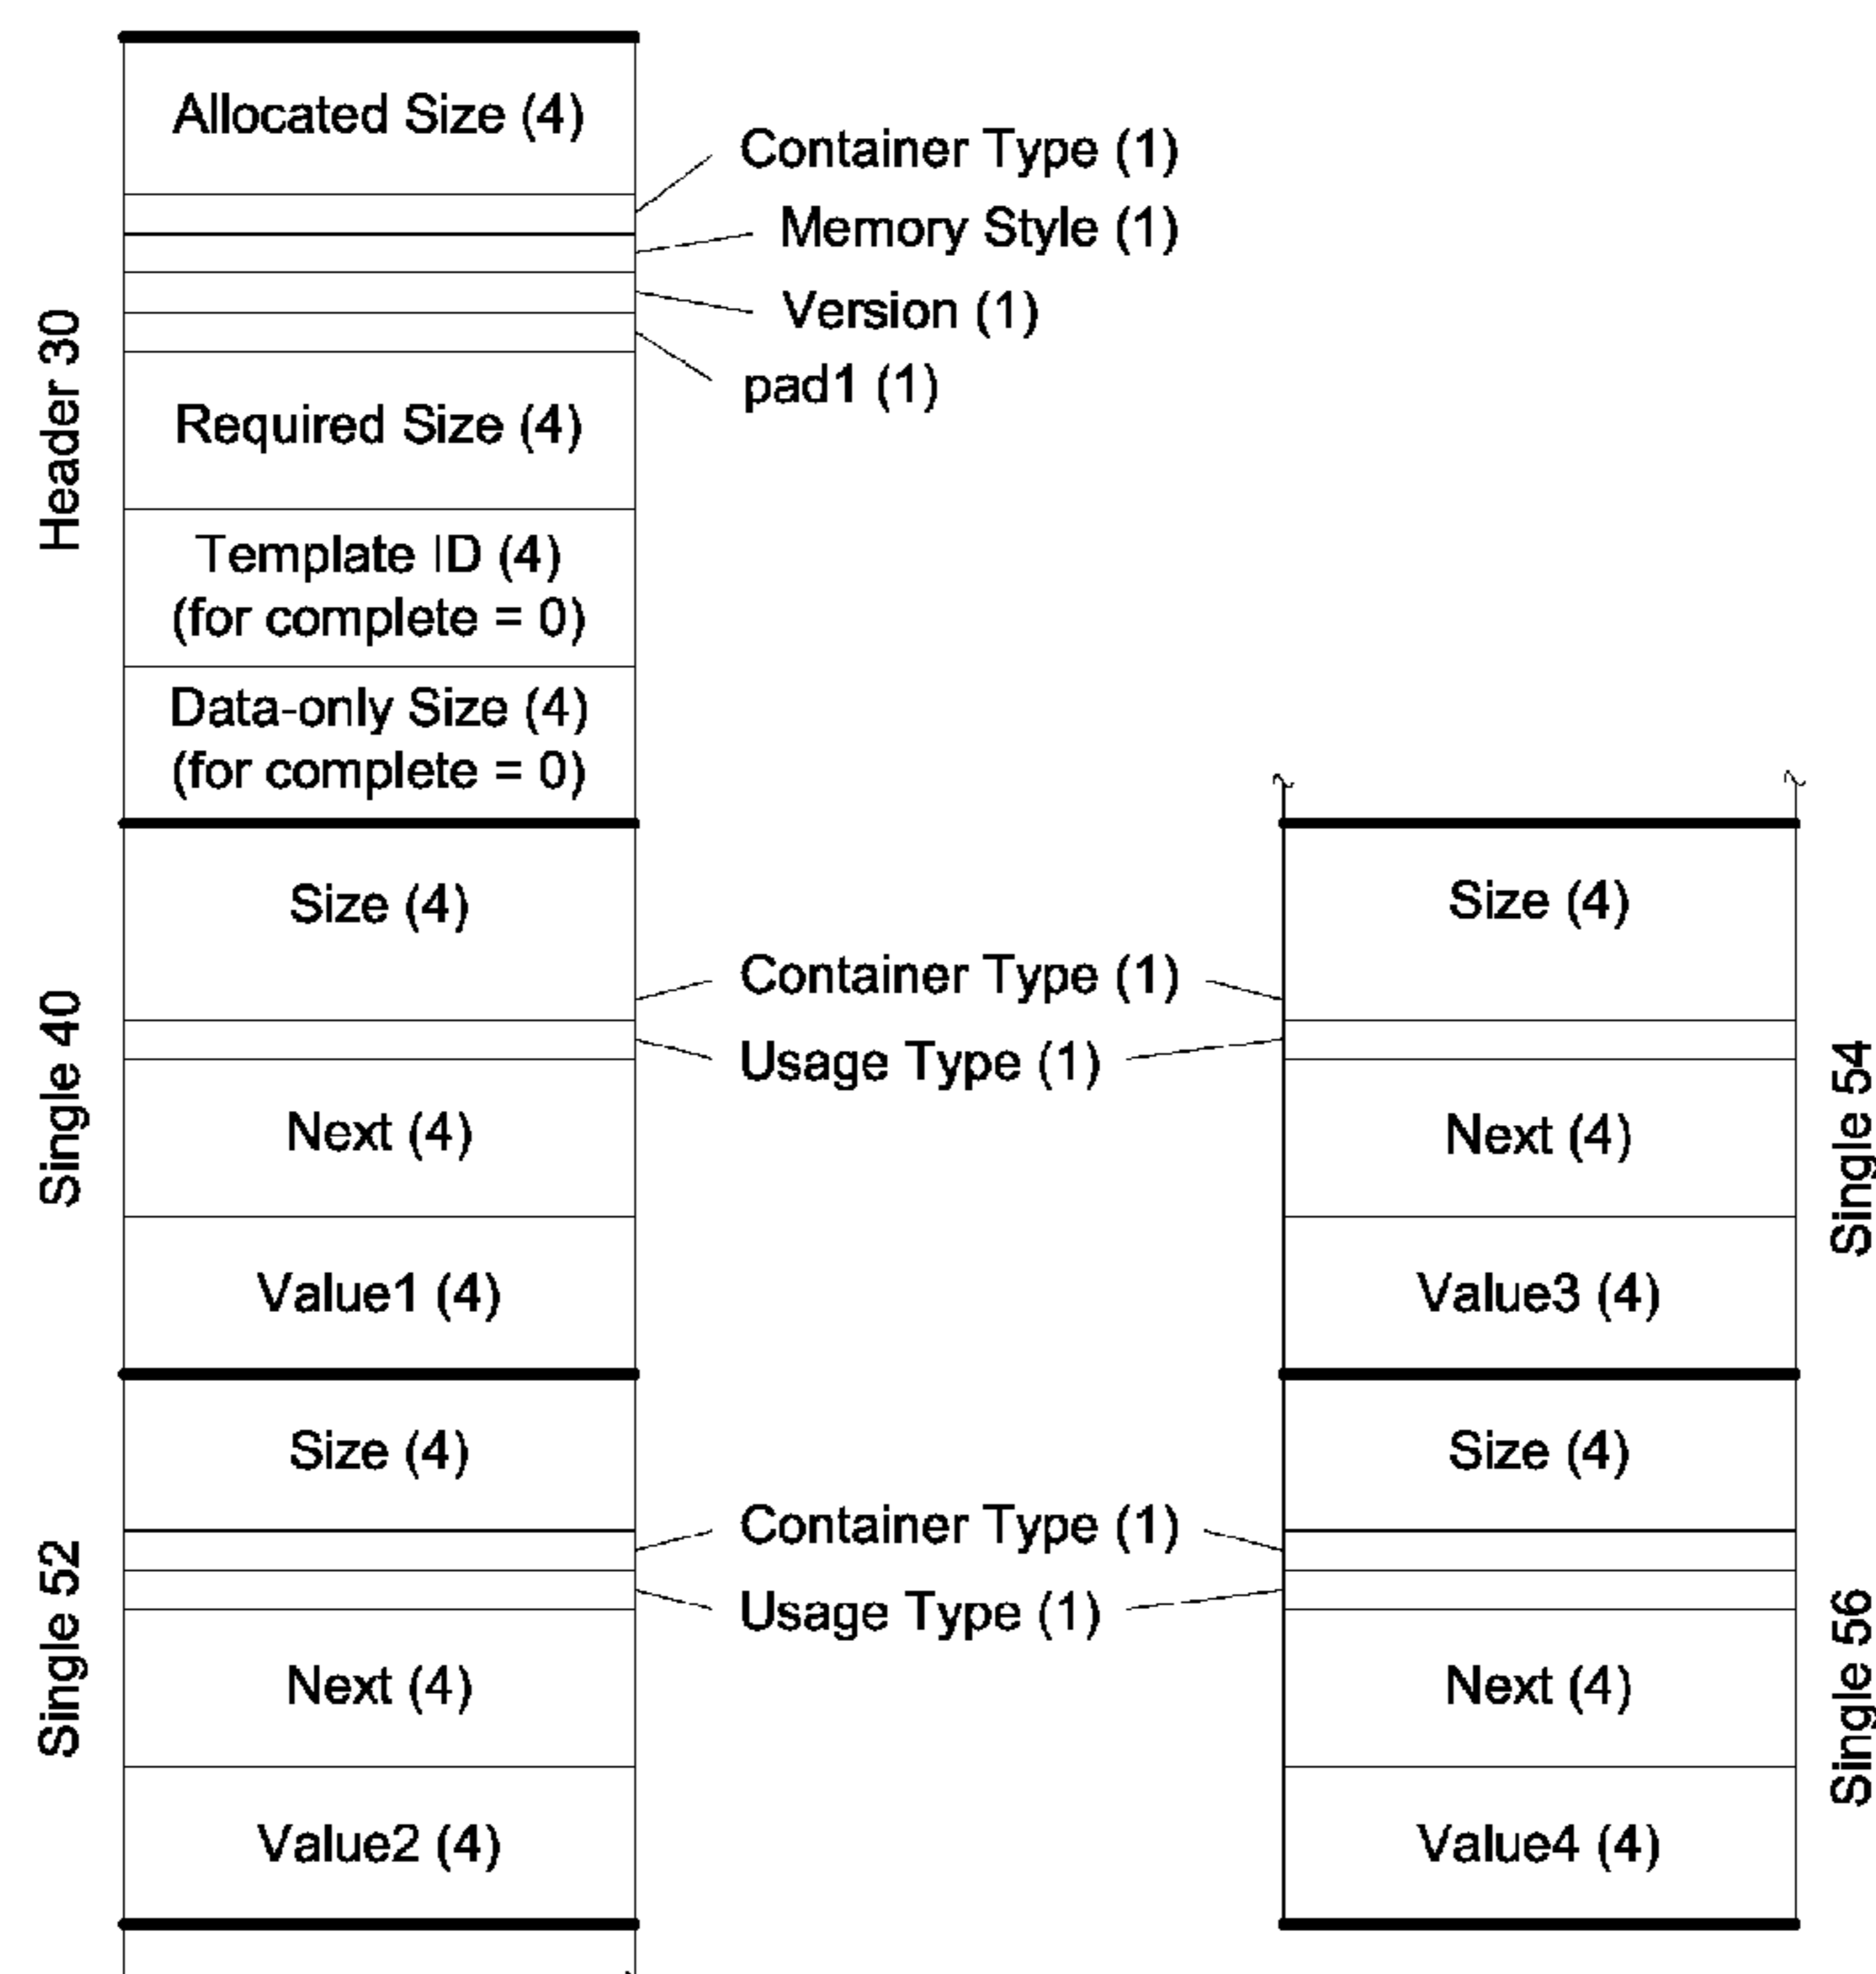 Header 30
Allocated Size (4)
Container Type (1)
Memory Style (1)
Version (1)
pad1 (1)
Required Size (4)
Template ID (4)
(for complete = 0)
Data-only Size (4)
(for complete = 0)
Single 40
Size (4)
Container Type (1)
Usage Type (1)
Next (4)
Value1 (4)
Single 52
Size (4)
Container Type (1)
Usage Type (1)
Next (4)
Value2 (4)
Size (4)
Next (4)
Value3 (4)
Single 54
Size (4)
Next (4)
Value4 (4)
Single 56